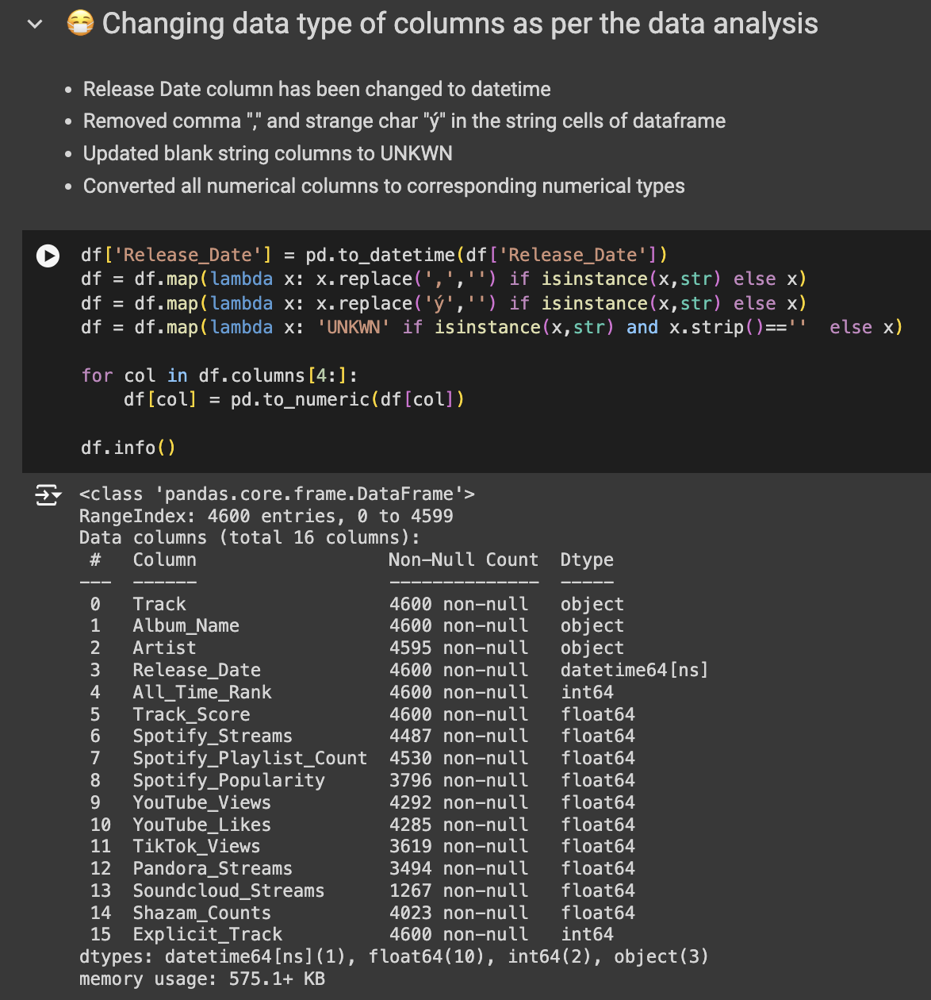 😷 Changing data type of columns as per the data analysis
• Release Date column has been changed to datetime
• Removed comma "," and strange char "ý" in the string cells of dataframe
• Updated blank string columns to UNKWN
• Converted all numerical columns to corresponding numerical types
df['Release_Date'] = pd.to_datetime(df['Release_Date'])
df = df.map(lambda x: x.replace(',','') if isinstance(x,str) else x)
df = df.map(lambda x: x.replace('ý','') if isinstance(x,str) else x)
df = df.map(lambda x: 'UNKWN' if isinstance(x,str) and x.strip()==''  else x)
for col in df.columns[4:]:
    df[col] = pd.to_numeric(df[col])
df.info()
<class 'pandas.core.frame.DataFrame'>
RangeIndex: 4600 entries, 0 to 4599
Data columns (total 16 columns):
 #   Column                  Non-Null Count  Dtype
---  ------                  --------------  -----
 0   Track                   4600 non-null   object
 1   Album_Name              4600 non-null   object
 2   Artist                  4595 non-null   object
 3   Release_Date            4600 non-null   datetime64[ns]
 4   All_Time_Rank           4600 non-null   int64
 5   Track_Score             4600 non-null   float64
 6   Spotify_Streams         4487 non-null   float64
 7   Spotify_Playlist_Count  4530 non-null   float64
 8   Spotify_Popularity      3796 non-null   float64
 9   YouTube_Views           4292 non-null   float64
 10  YouTube_Likes           4285 non-null   float64
 11  TikTok_Views            3619 non-null   float64
 12  Pandora_Streams         3494 non-null   float64
 13  Soundcloud_Streams      1267 non-null   float64
 14  Shazam_Counts           4023 non-null   float64
 15  Explicit_Track          4600 non-null   int64
dtypes: datetime64[ns](1), float64(10), int64(2), object(3)
memory usage: 575.1+ KB